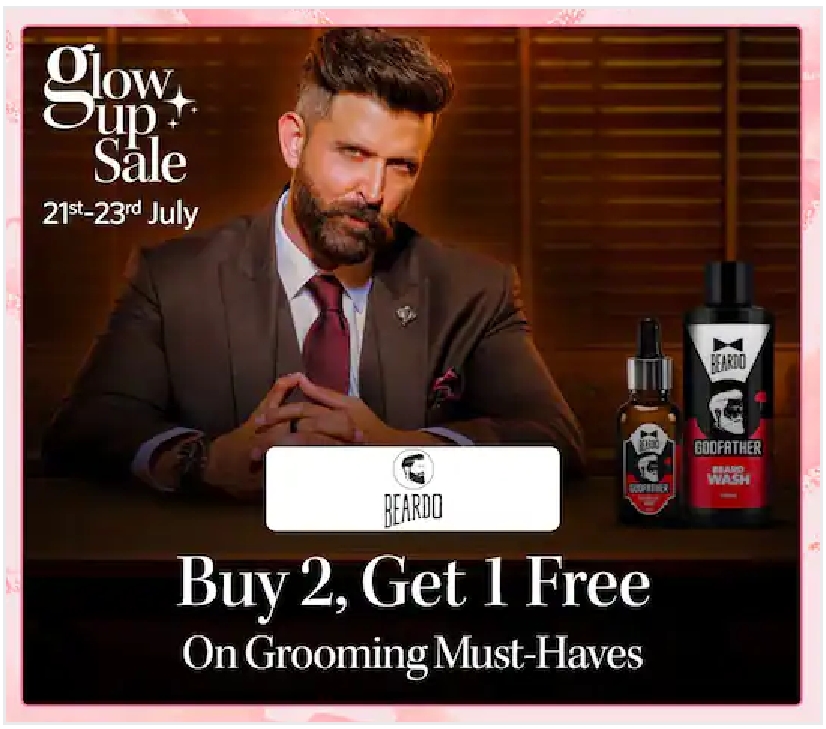 glow
up
Sale
21st-23rd July
BEARDO
GODFATHER
BEARD
WASH
BEARDO
GODFATHER
BEARDO
Buy 2, Get 1 Free
On Grooming Must-Haves